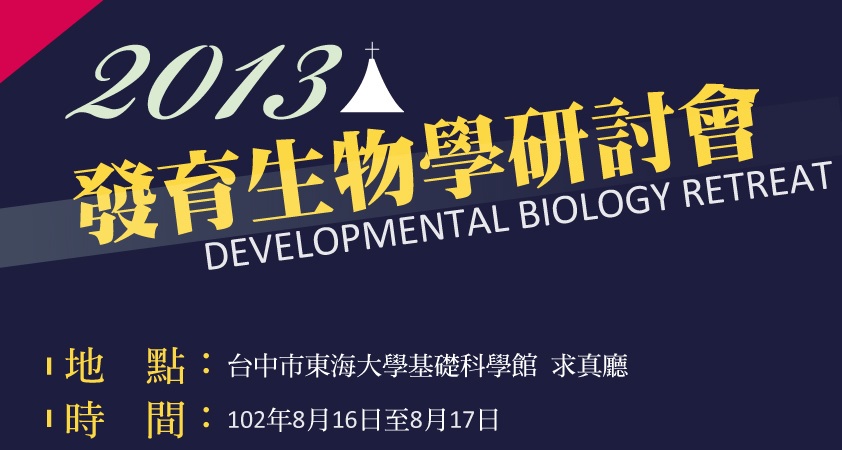 2013
發育生物學研討會
DEVELOPMENTAL BIOLOGY RETREAT
地 點：台中市東海大學基礎科學館 求真廳
時 間：102年8月16日至8月17日